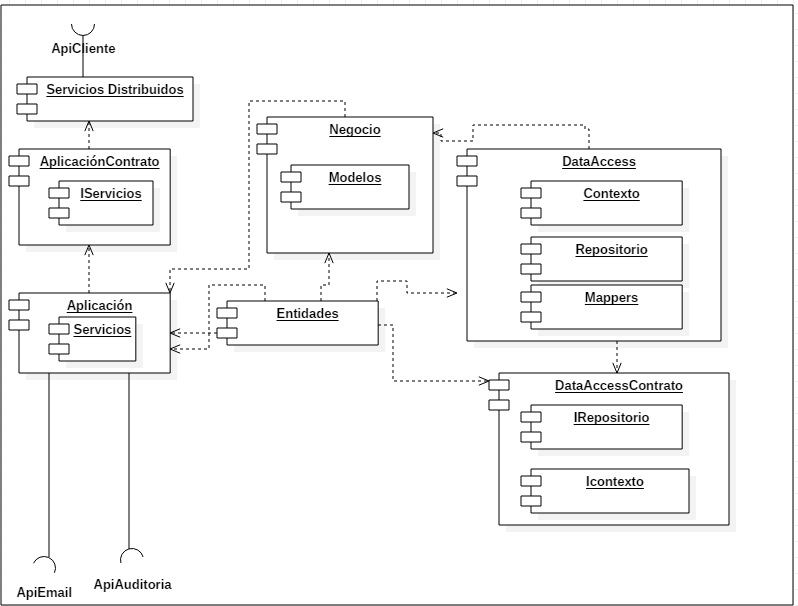 ApiCliente
Servicios Distribuidos
AplicaciónContrato
IServicios
Aplicación
Servicios
ApiEmail
ApiAuditoria
Negocio
Modelos
Entidades
DataAccess
Contexto
Repositorio
Mappers
DataAccessContrato
IRepositorio
Icontexto